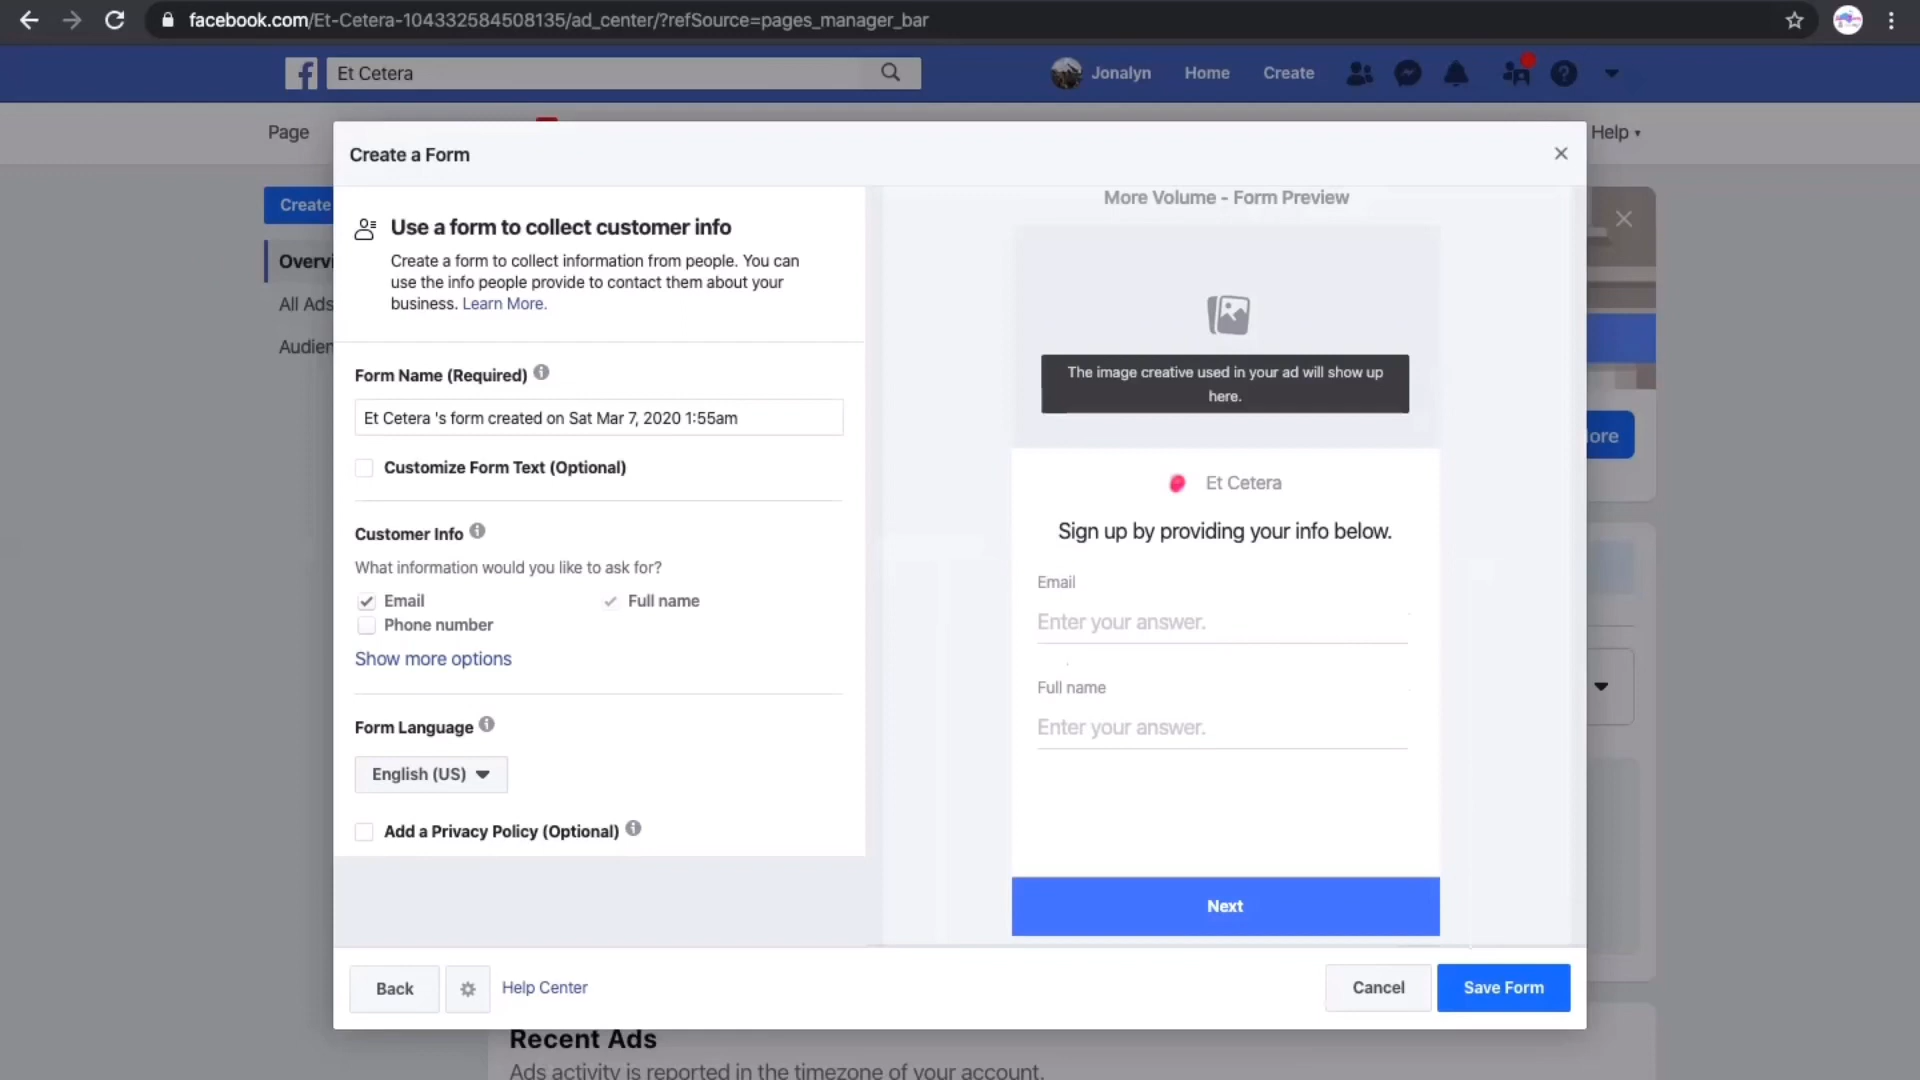 facebook.com/Et-Cetera-104332584508135/ad_center/?refSource=pages_manager_bar
Et Cetera
Jonalyn
Home
Create
Page
Help
Create a Form
Create
Overvi
All Ads
Audien
Use a form to collect customer info
Create a form to collect information from people. You can
use the info people provide to contact them about your
business. Learn More.
Form Name (Required)
Et Cetera 's form created on Sat Mar 7, 2020 1:55am
Customize Form Text (Optional)
Customer Info
What information would you like to ask for?
Email
Full name
Phone number
Show more options
Form Language
English (US)
Add a Privacy Policy (Optional)
More Volume - Form Preview
The image creative used in your ad will show up
here.
Et Cetera
Sign up by providing your info below.
Email
Enter your answer.
Full name
Enter your answer.
Next
ore
Back
Help Center
Cancel
Save Form
Recent Ads
Ads activity is reported in the timezone of your account.